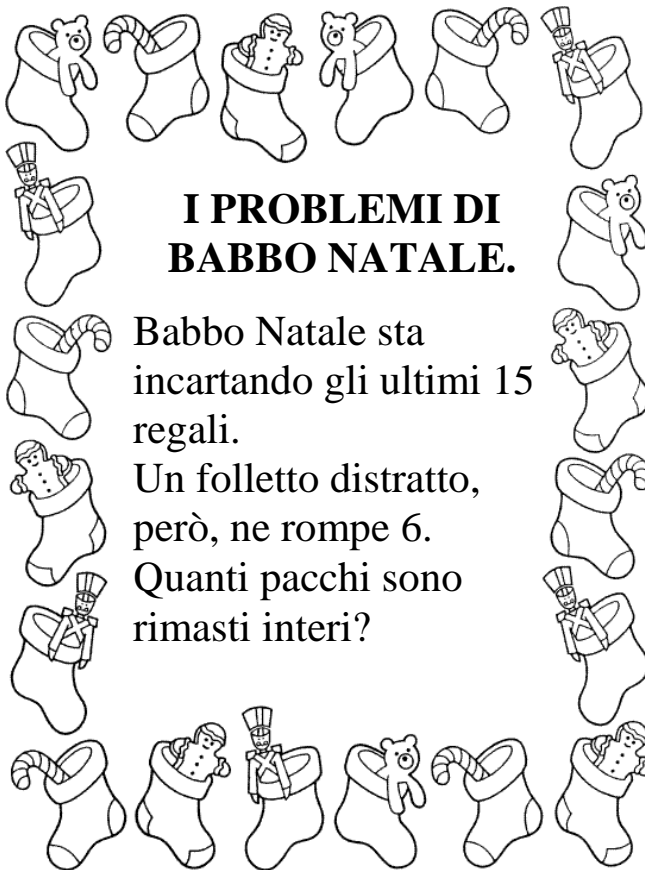 I PROBLEMI DI
BABBO NATALE.
Babbo Natale sta
incartando gli ultimi 15
regali.
Un folletto distratto,
però, ne rompe 6.
Quanti pacchi sono
rimasti interi?